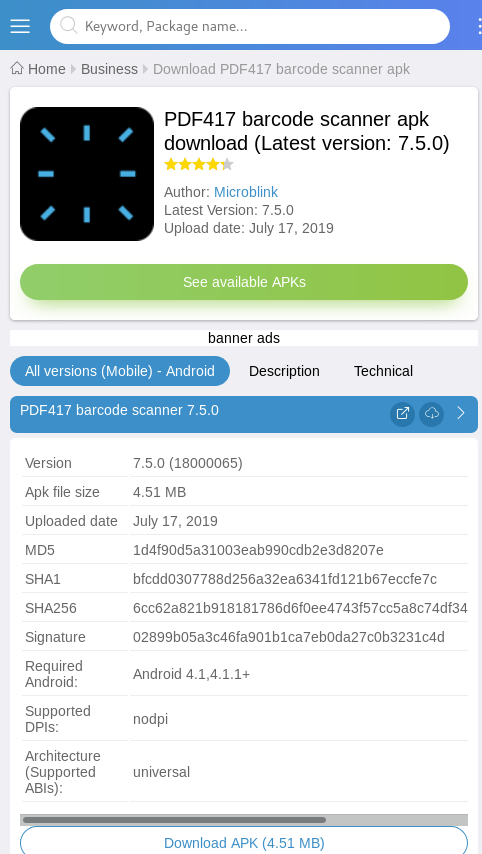 Keyword, Package name...
Home Business Download PDF417 barcode scanner apk
PDF417 barcode scanner apk
download (Latest version: 7.5.0)
Author: Microblink
Latest Version: 7.5.0
Upload date: July 17, 2019
See available APKs
banner ads
All versions (Mobile) - Android Description Technical
PDF417 barcode scanner 7.5.0
Version 7.5.0 (18000065)
Apk file size 4.51 MB
Uploaded date July 17, 2019
MD5 1d4f90d5a31003eab990cdb2e3d8207e
SHA1 bfcdd0307788d256a32ea6341fd121b67eccfe7c
SHA256 6cc62a821b918181786d6f0ee4743f57cc5a8c74df34
Signature 02899b05a3c46fa901b1ca7eb0da27c0b3231c4d
Required
Android:
Android 4.1,4.1.1+
Supported
DPIs:
nodpi
Architecture
(Supported
ABIs):
universal
Download APK (4.51 MB)